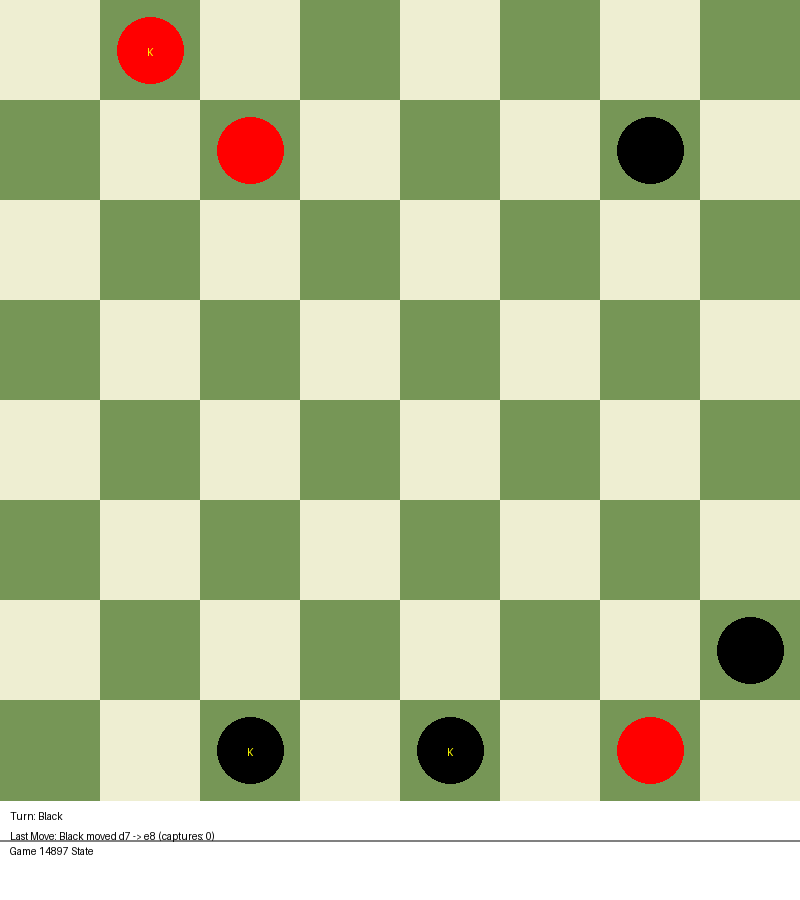 K
K
K
Turn: Black
Last Move: Black moved d7 -> e8 (captures: 0)
Game 14897 State